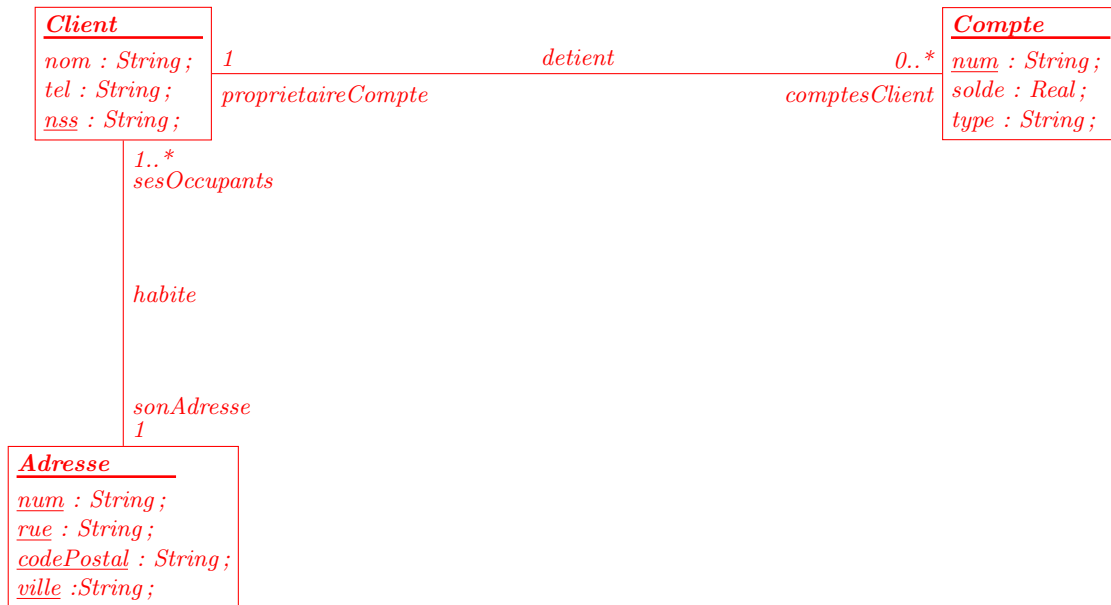 Client
nom : String ;
tel : String ;
nss : String ;
1
detient
0..*
proprietaireCompte
comptesClient
Compte
num : String ;
solde : Real ;
type : String ;
1..*
sesOccupants
habite
sonAdresse
1
Adresse
num : String ;
rue : String ;
codePostal : String ;
ville :String ;